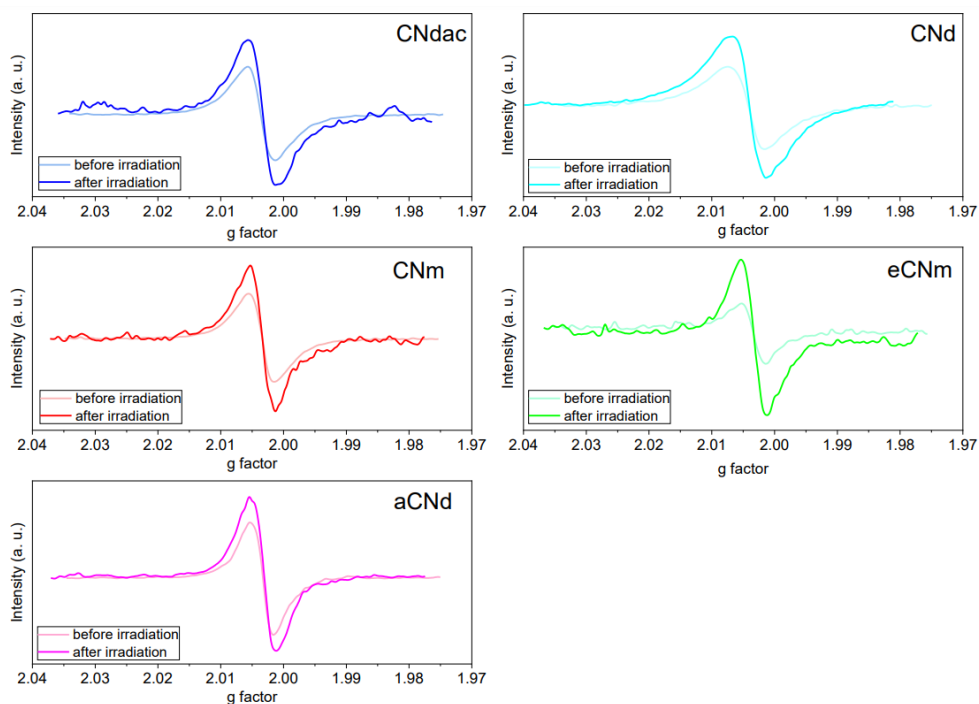 CNdac
Intensity (a. u.)
before irradiation
after irradiation
2.04 2.03 2.02 2.01 2.00 1.99 1.98 1.97
g factor
CNd
Intensity (a. u.)
before irradiation
after irradiation
2.04 2.03 2.02 2.01 2.00 1.99 1.98 1.97
g factor
CNm
Intensity (a. u.)
before irradiation
after irradiation
2.04 2.03 2.02 2.01 2.00 1.99 1.98 1.97
g factor
eCNm
Intensity (a. u.)
before irradiation
after irradiation
2.04 2.03 2.02 2.01 2.00 1.99 1.98 1.97
g factor
aCNd
Intensity (a. u.)
before irradiation
after irradiation
2.04 2.03 2.02 2.01 2.00 1.99 1.98 1.97
g factor